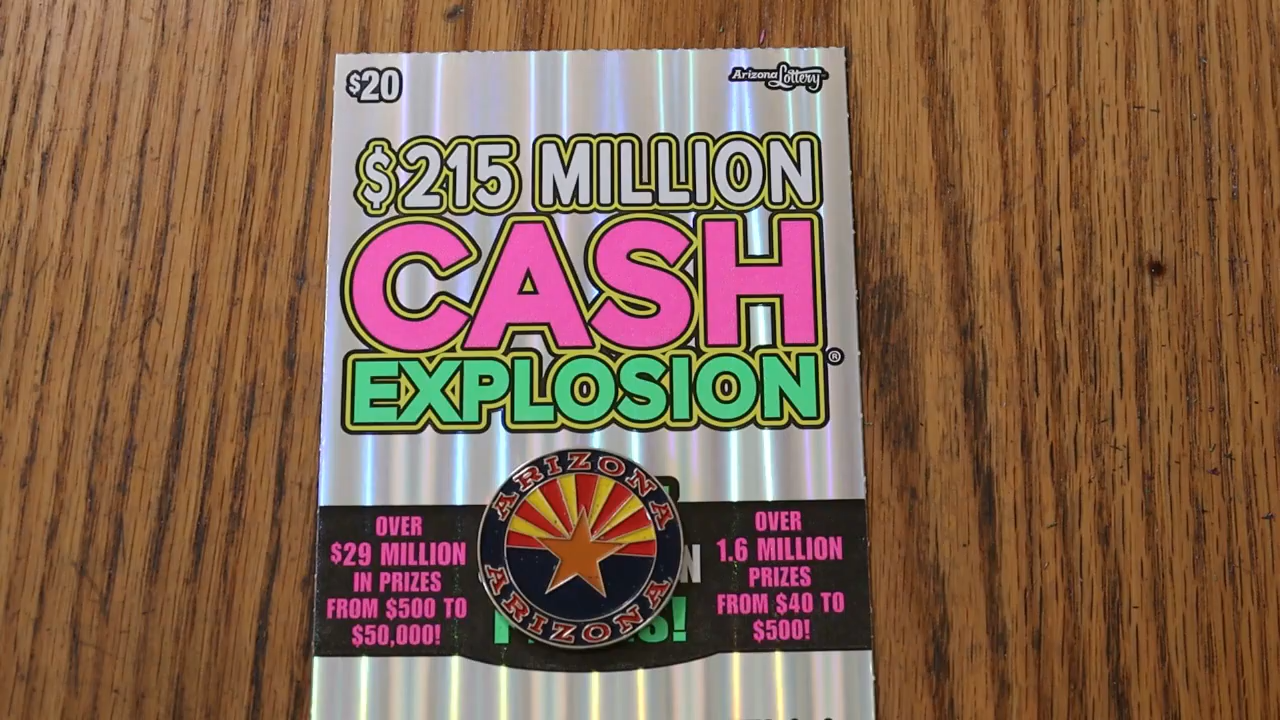 $20
Arizona Lottery
$215 MILLION
CASH
EXPLOSION®
OVER
$29 MILLION
IN PRIZES
FROM $500 TO
$50,000!
ARIZONA
ARIZONA
OVER
1.6 MILLION
PRIZES
FROM $40 TO
$500!